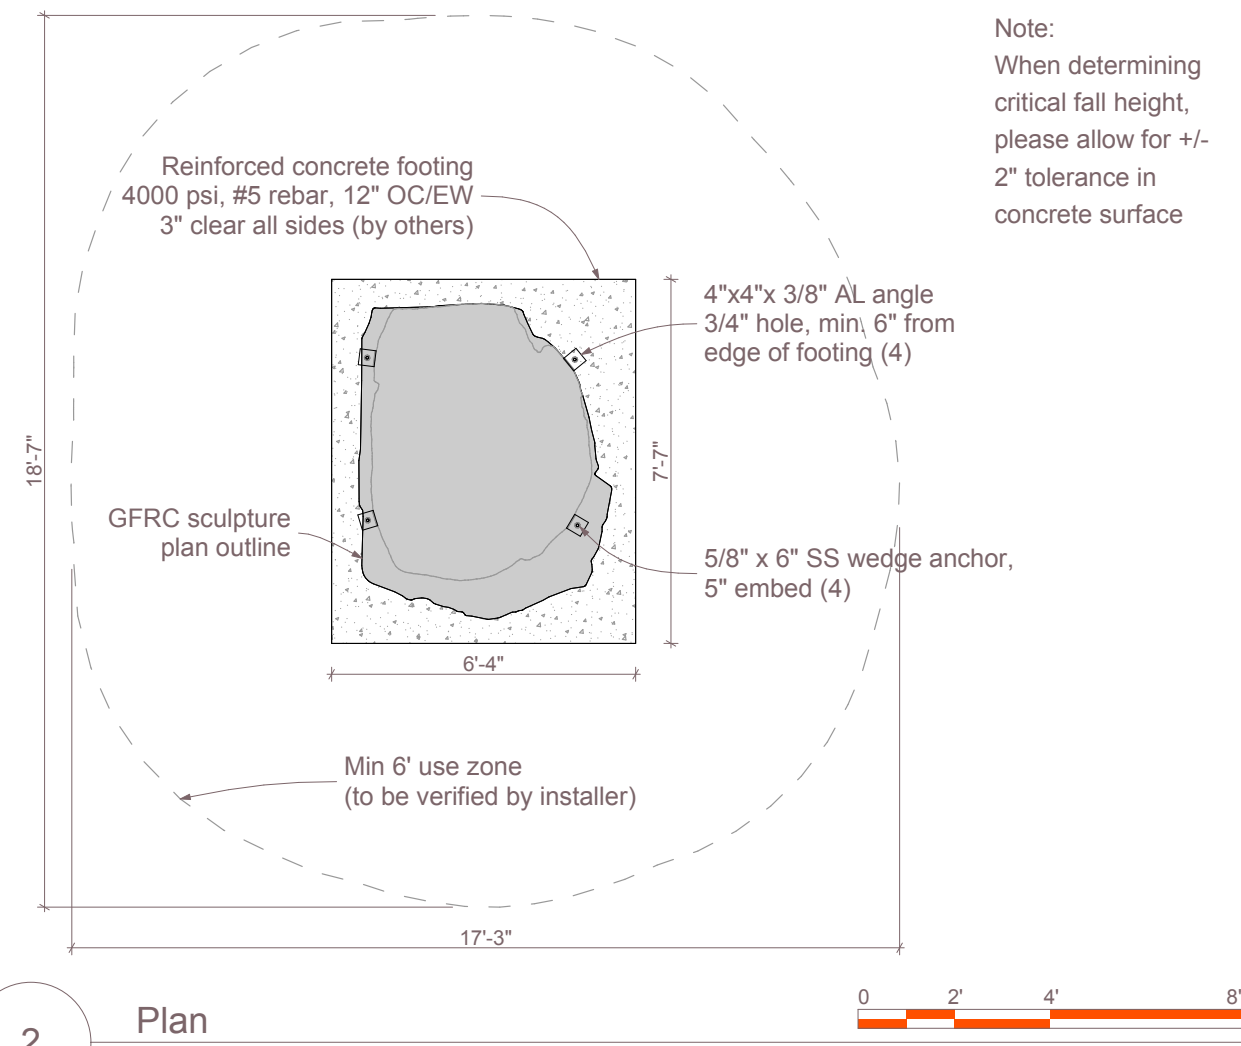 Note:
When determining
critical fall height,
please allow for +/-
2" tolerance in
concrete surface
Reinforced concrete footing
4000 psi, #5 rebar, 12" OC/EW
3" clear all sides (by others)
4"x4"x 3/8" AL angle
3/4" hole, min. 6" from
edge of footing (4)
18'-7"
7'-7"
GFRC sculpture
plan outline
5/8" x 6" SS wedge anchor,
5" embed (4)
6'-4"
Min 6' use zone
(to be verified by installer)
17'-3"
2
Plan
0 2' 4' 8'